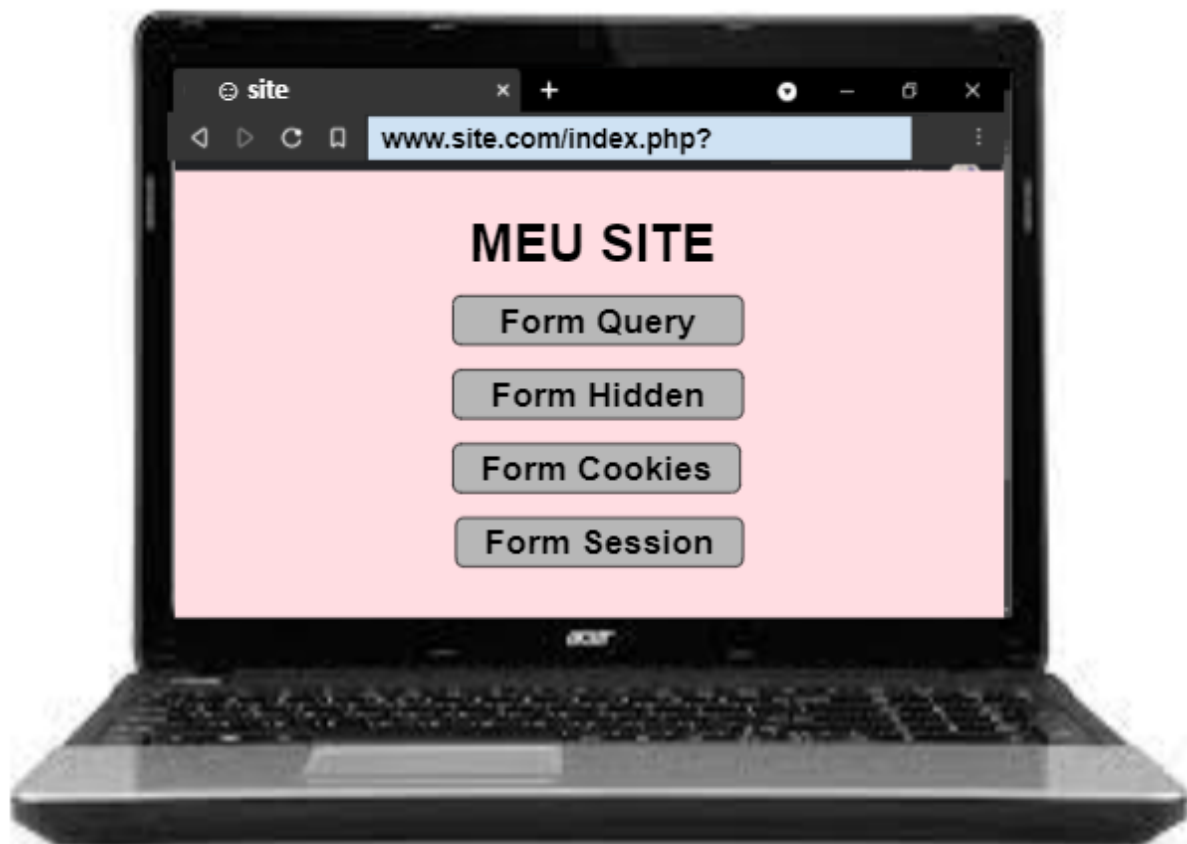 site
www.site.com/index.php?
MEU SITE
Form Query
Form Hidden
Form Cookies
Form Session
acer